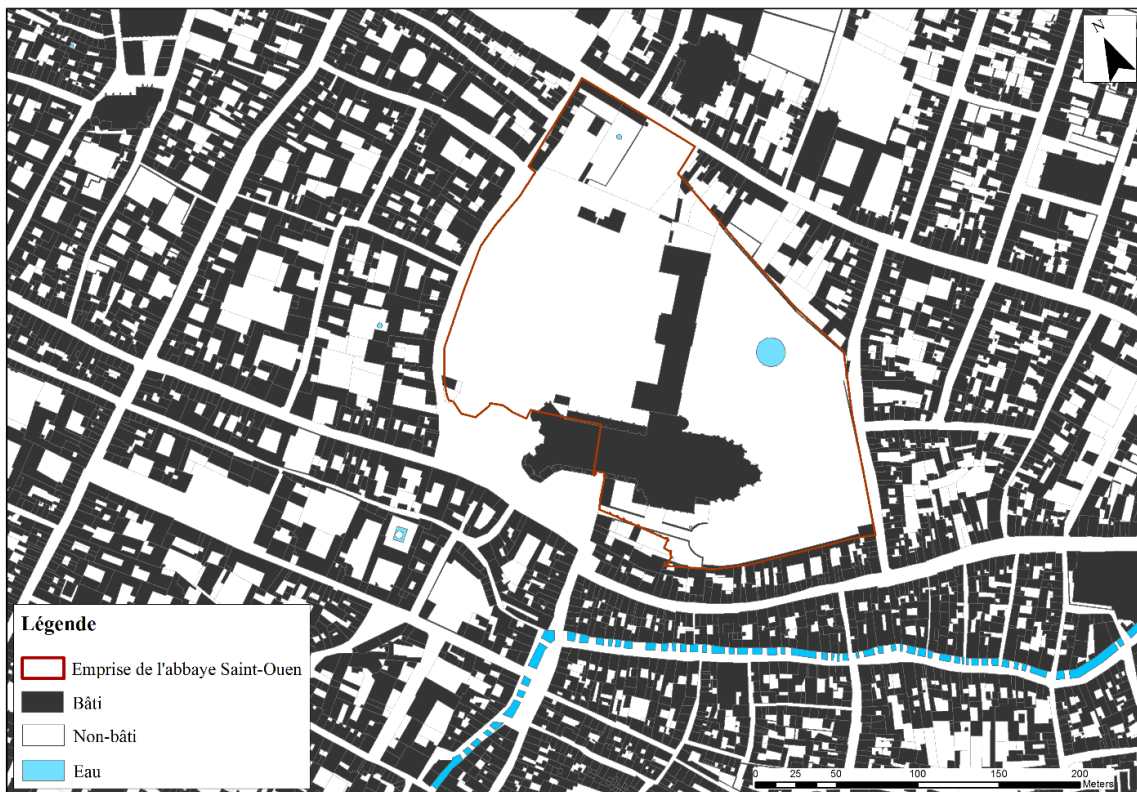 N
Légende
Emprise de l'abbaye Saint-Ouen
Bâti
Non-bâti
Eau
0 25 50 100 150 200
Meters